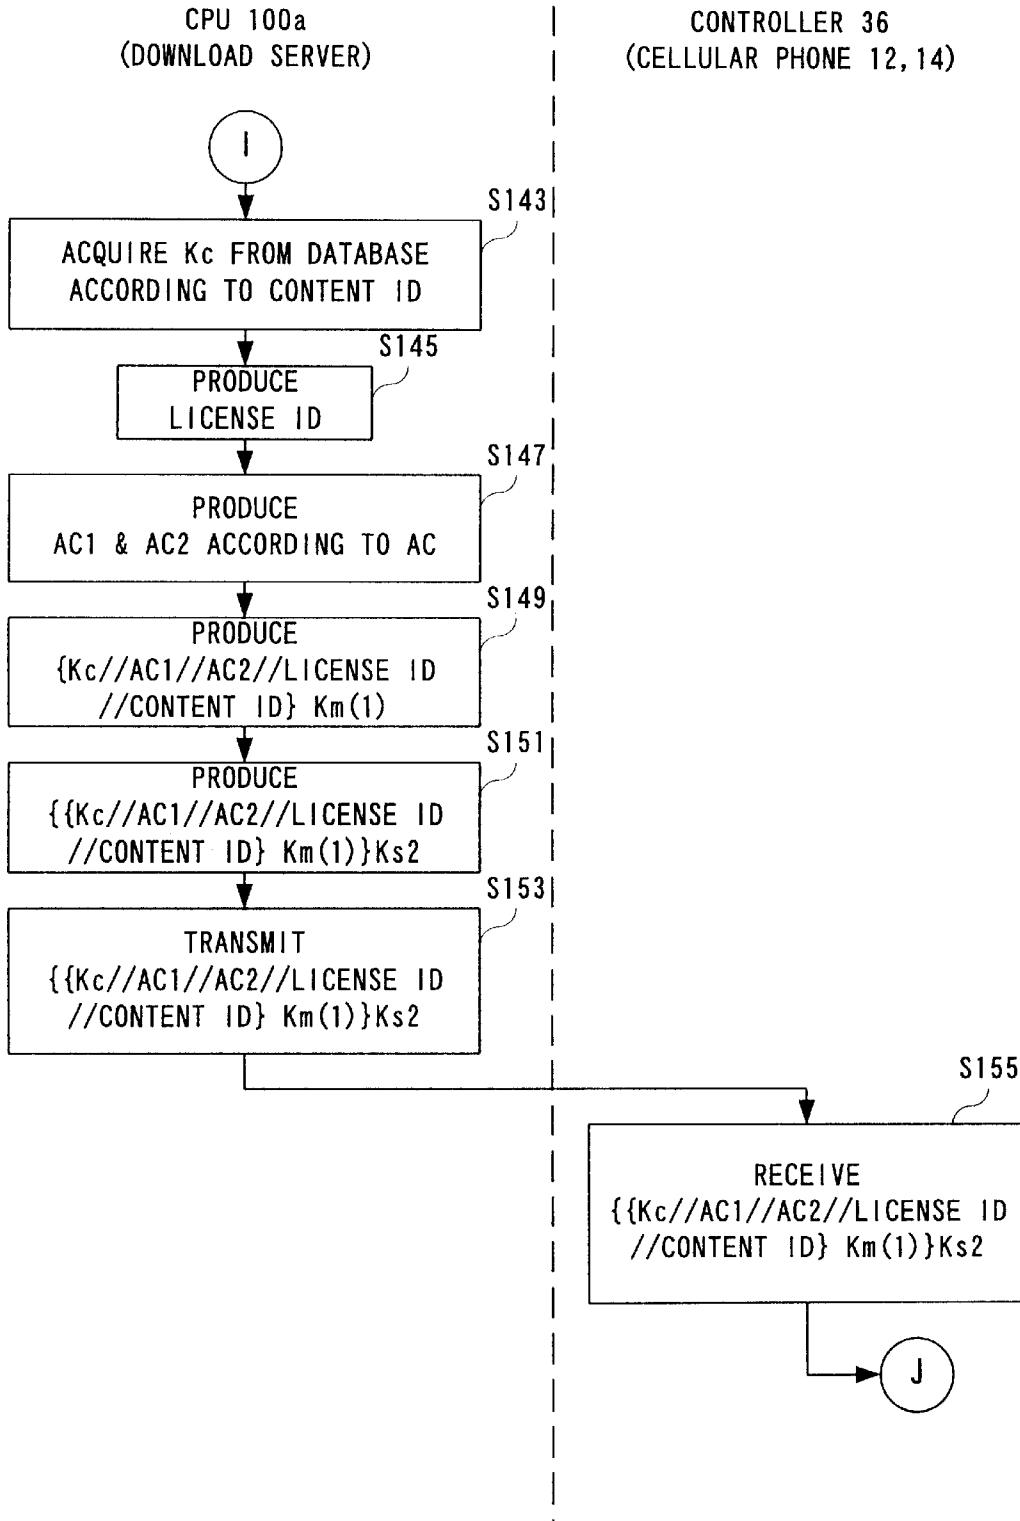 CPU 100a
(DOWNLOAD SERVER)
CONTROLLER 36
(CELLULAR PHONE 12,14)
I
S143
ACQUIRE Kc FROM DATABASE
ACCORDING TO CONTENT ID
S145
PRODUCE
LICENSE ID
S147
PRODUCE
AC1 & AC2 ACCORDING TO AC
S149
PRODUCE
{Kc//AC1//AC2//LICENSE ID
//CONTENT ID} Km(1)
S151
PRODUCE
{{Kc//AC1//AC2//LICENSE ID
//CONTENT ID} Km(1)}Ks2
S153
TRANSMIT
{{Kc//AC1//AC2//LICENSE ID
//CONTENT ID} Km(1)}Ks2
S155
RECEIVE
{{Kc//AC1//AC2//LICENSE ID
//CONTENT ID} Km(1)}Ks2
J